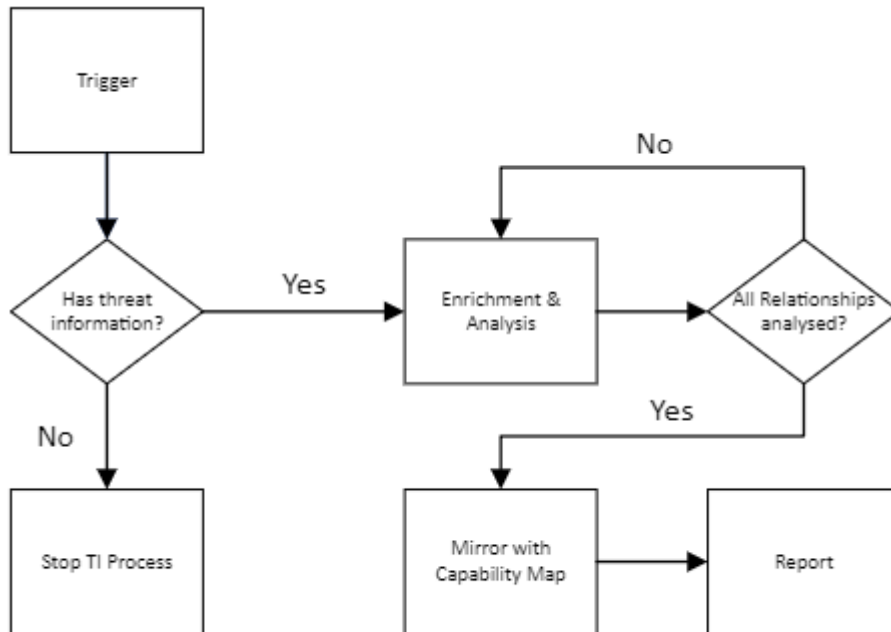 Trigger
No
Has threat
information?
Yes
Enrichment &
Analysis
All Relationships
analysed?
No
Yes
Stop TI Process
Mirror with
Capability Map
Report